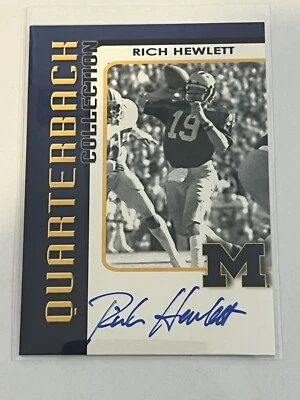 RICH HEWLETT
QUARTERBACK
COLLECTION
19
M
Rich Hewlett